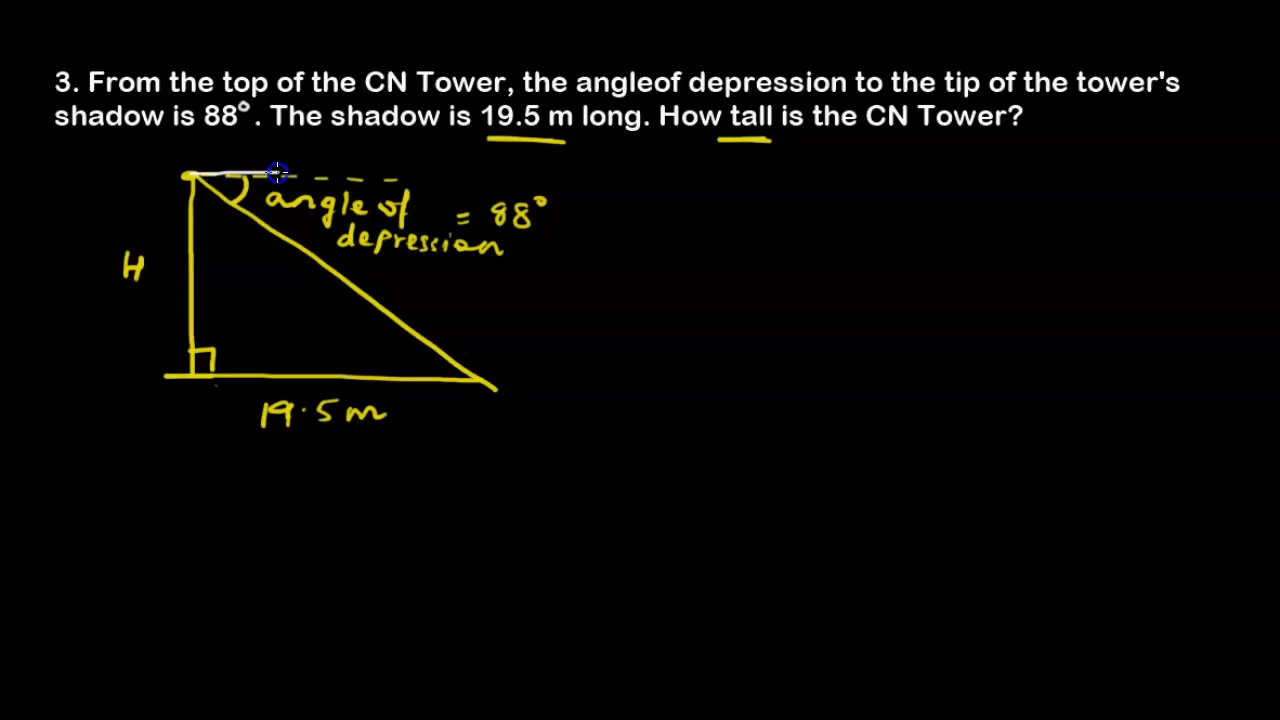 3. From the top of the CN Tower, the angleof depression to the tip of the tower's
shadow is 88°. The shadow is 19.5 m long. How tall is the CN Tower?
angle of
depression = 88°
H
19.5 m